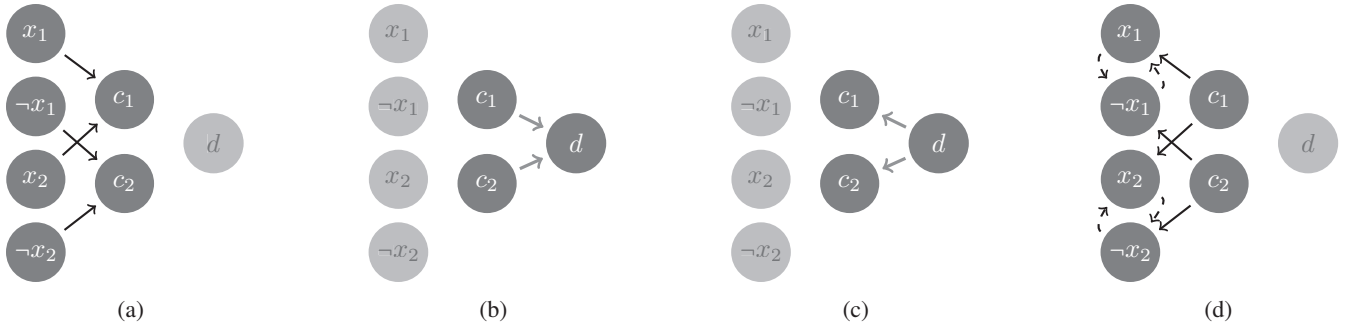 x₁
¬x₁
x₂
¬x₂
c₁
c₂
d
(a)
x₁
¬x₁
x₂
¬x₂
c₁
c₂
d
(b)
x₁
¬x₁
x₂
¬x₂
c₁
c₂
d
(c)
x₁
¬x₁
x₂
¬x₂
c₁
c₂
d
(d)